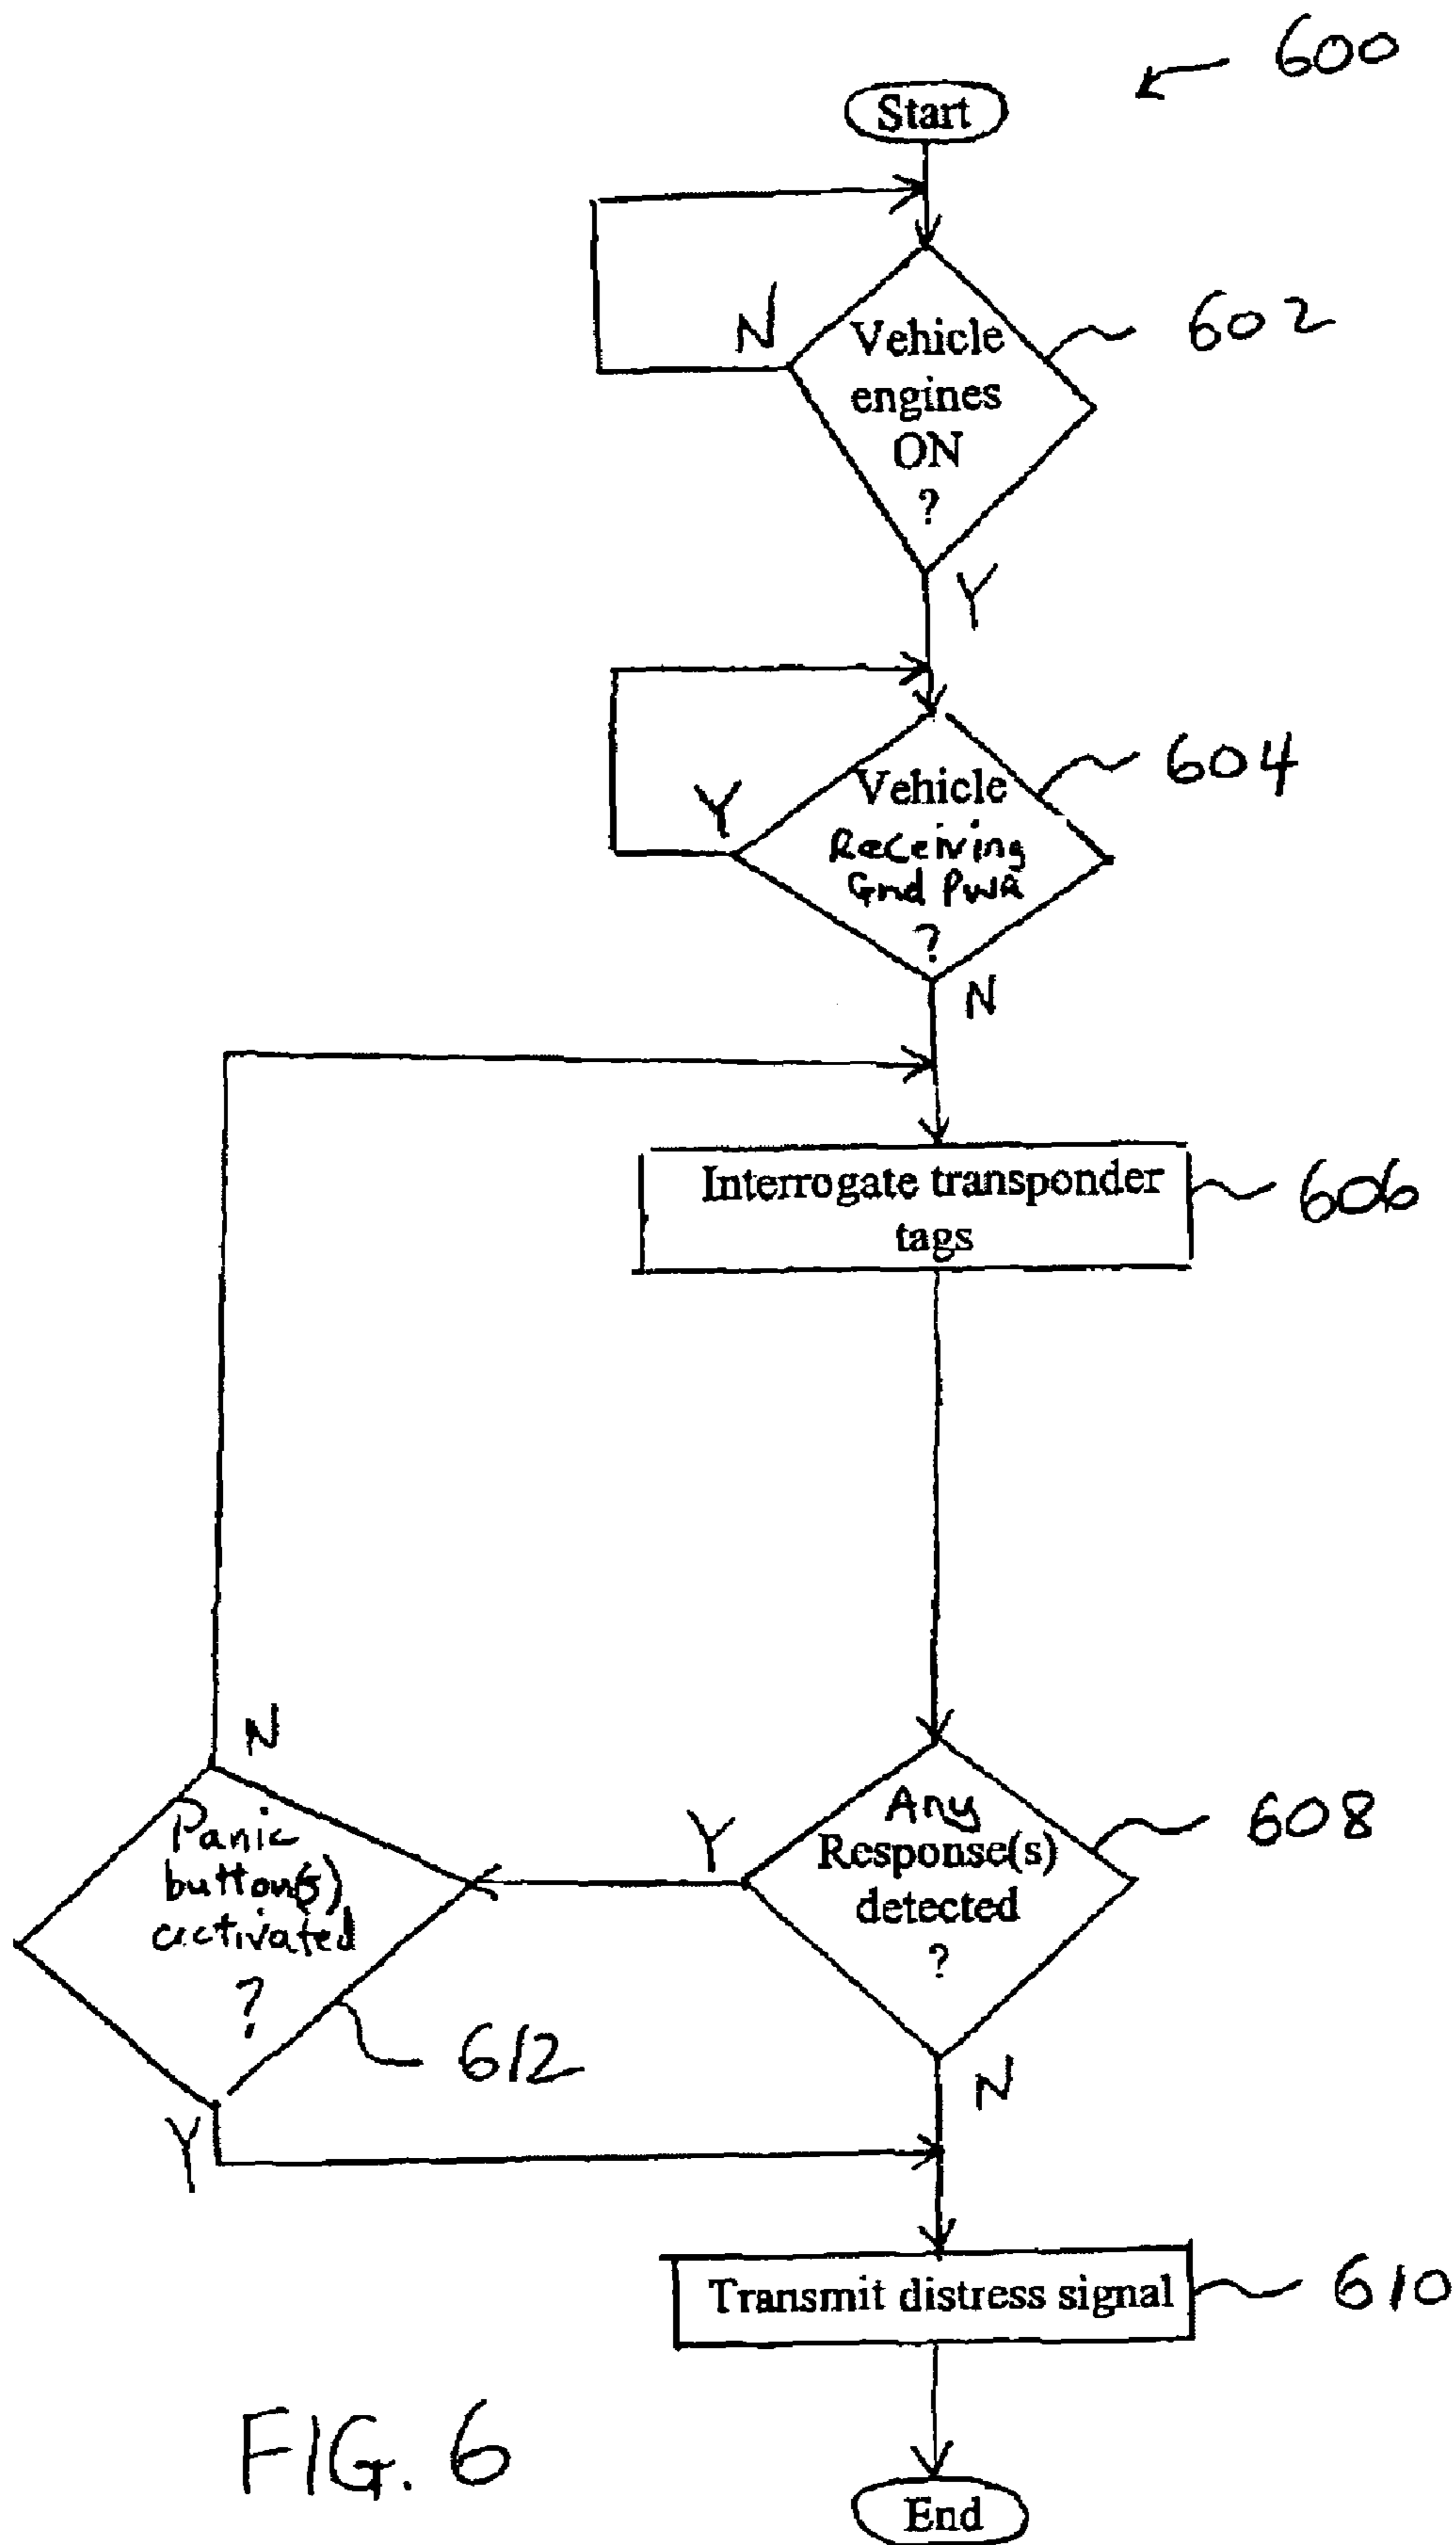 600
Start
N
Vehicle
engines
ON
?
602
Y
Y
Vehicle
Receiving
Gnd PWR
?
604
N
Interrogate transponder
tags
606
N
Panic
button(s)
activated
?
612
Y
Y
Any
Response(s)
detected
?
608
N
Transmit distress signal
610
End
FIG. 6